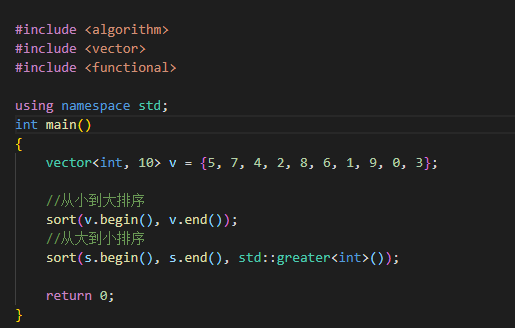 #include <algorithm>
#include <vector>
#include <functional>
using namespace std;
int main()
{
vector<int, 10> v = {5, 7, 4, 2, 8, 6, 1, 9, 0, 3};
//从小到大排序
sort(v.begin(), v.end());
//从大到小排序
sort(s.begin(), s.end(), std::greater<int>());
return 0;
}